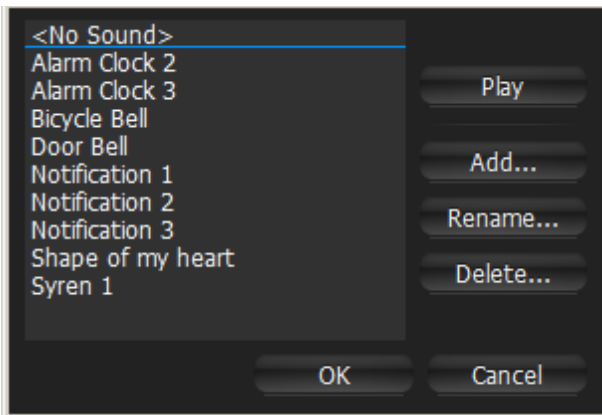 <No Sound>
Alarm Clock 2
Alarm Clock 3
Bicycle Bell
Door Bell
Notification 1
Notification 2
Notification 3
Shape of my heart
Syren 1
Play
Add...
Rename...
Delete...
OK
Cancel